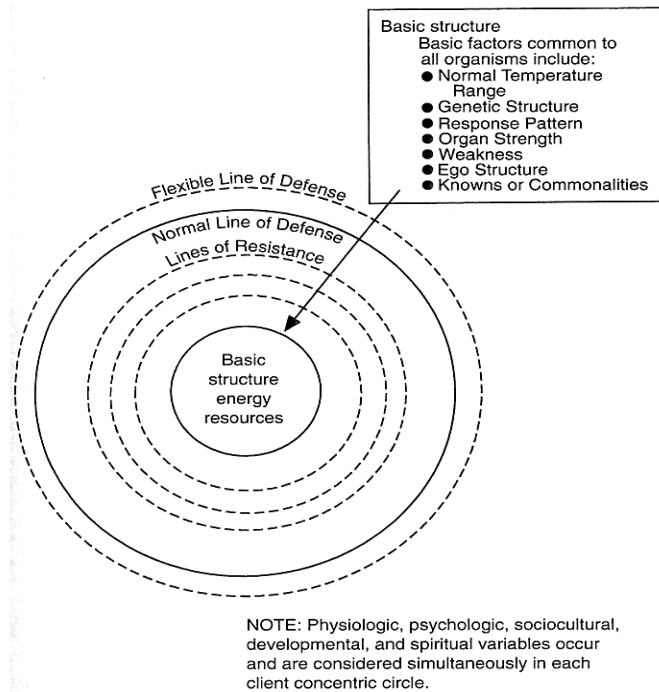 Basic structure
Basic factors common to
all organisms include:
● Normal Temperature
Range
● Genetic Structure
● Response Pattern
● Organ Strength
● Weakness
● Ego Structure
● Knowns or Commonalities
Flexible Line of Defense
Normal Line of Defense
Lines of Resistance
Basic
structure
energy
resources
NOTE: Physiologic, psychologic, sociocultural,
developmental, and spiritual variables occur
and are considered simultaneously in each
client concentric circle.